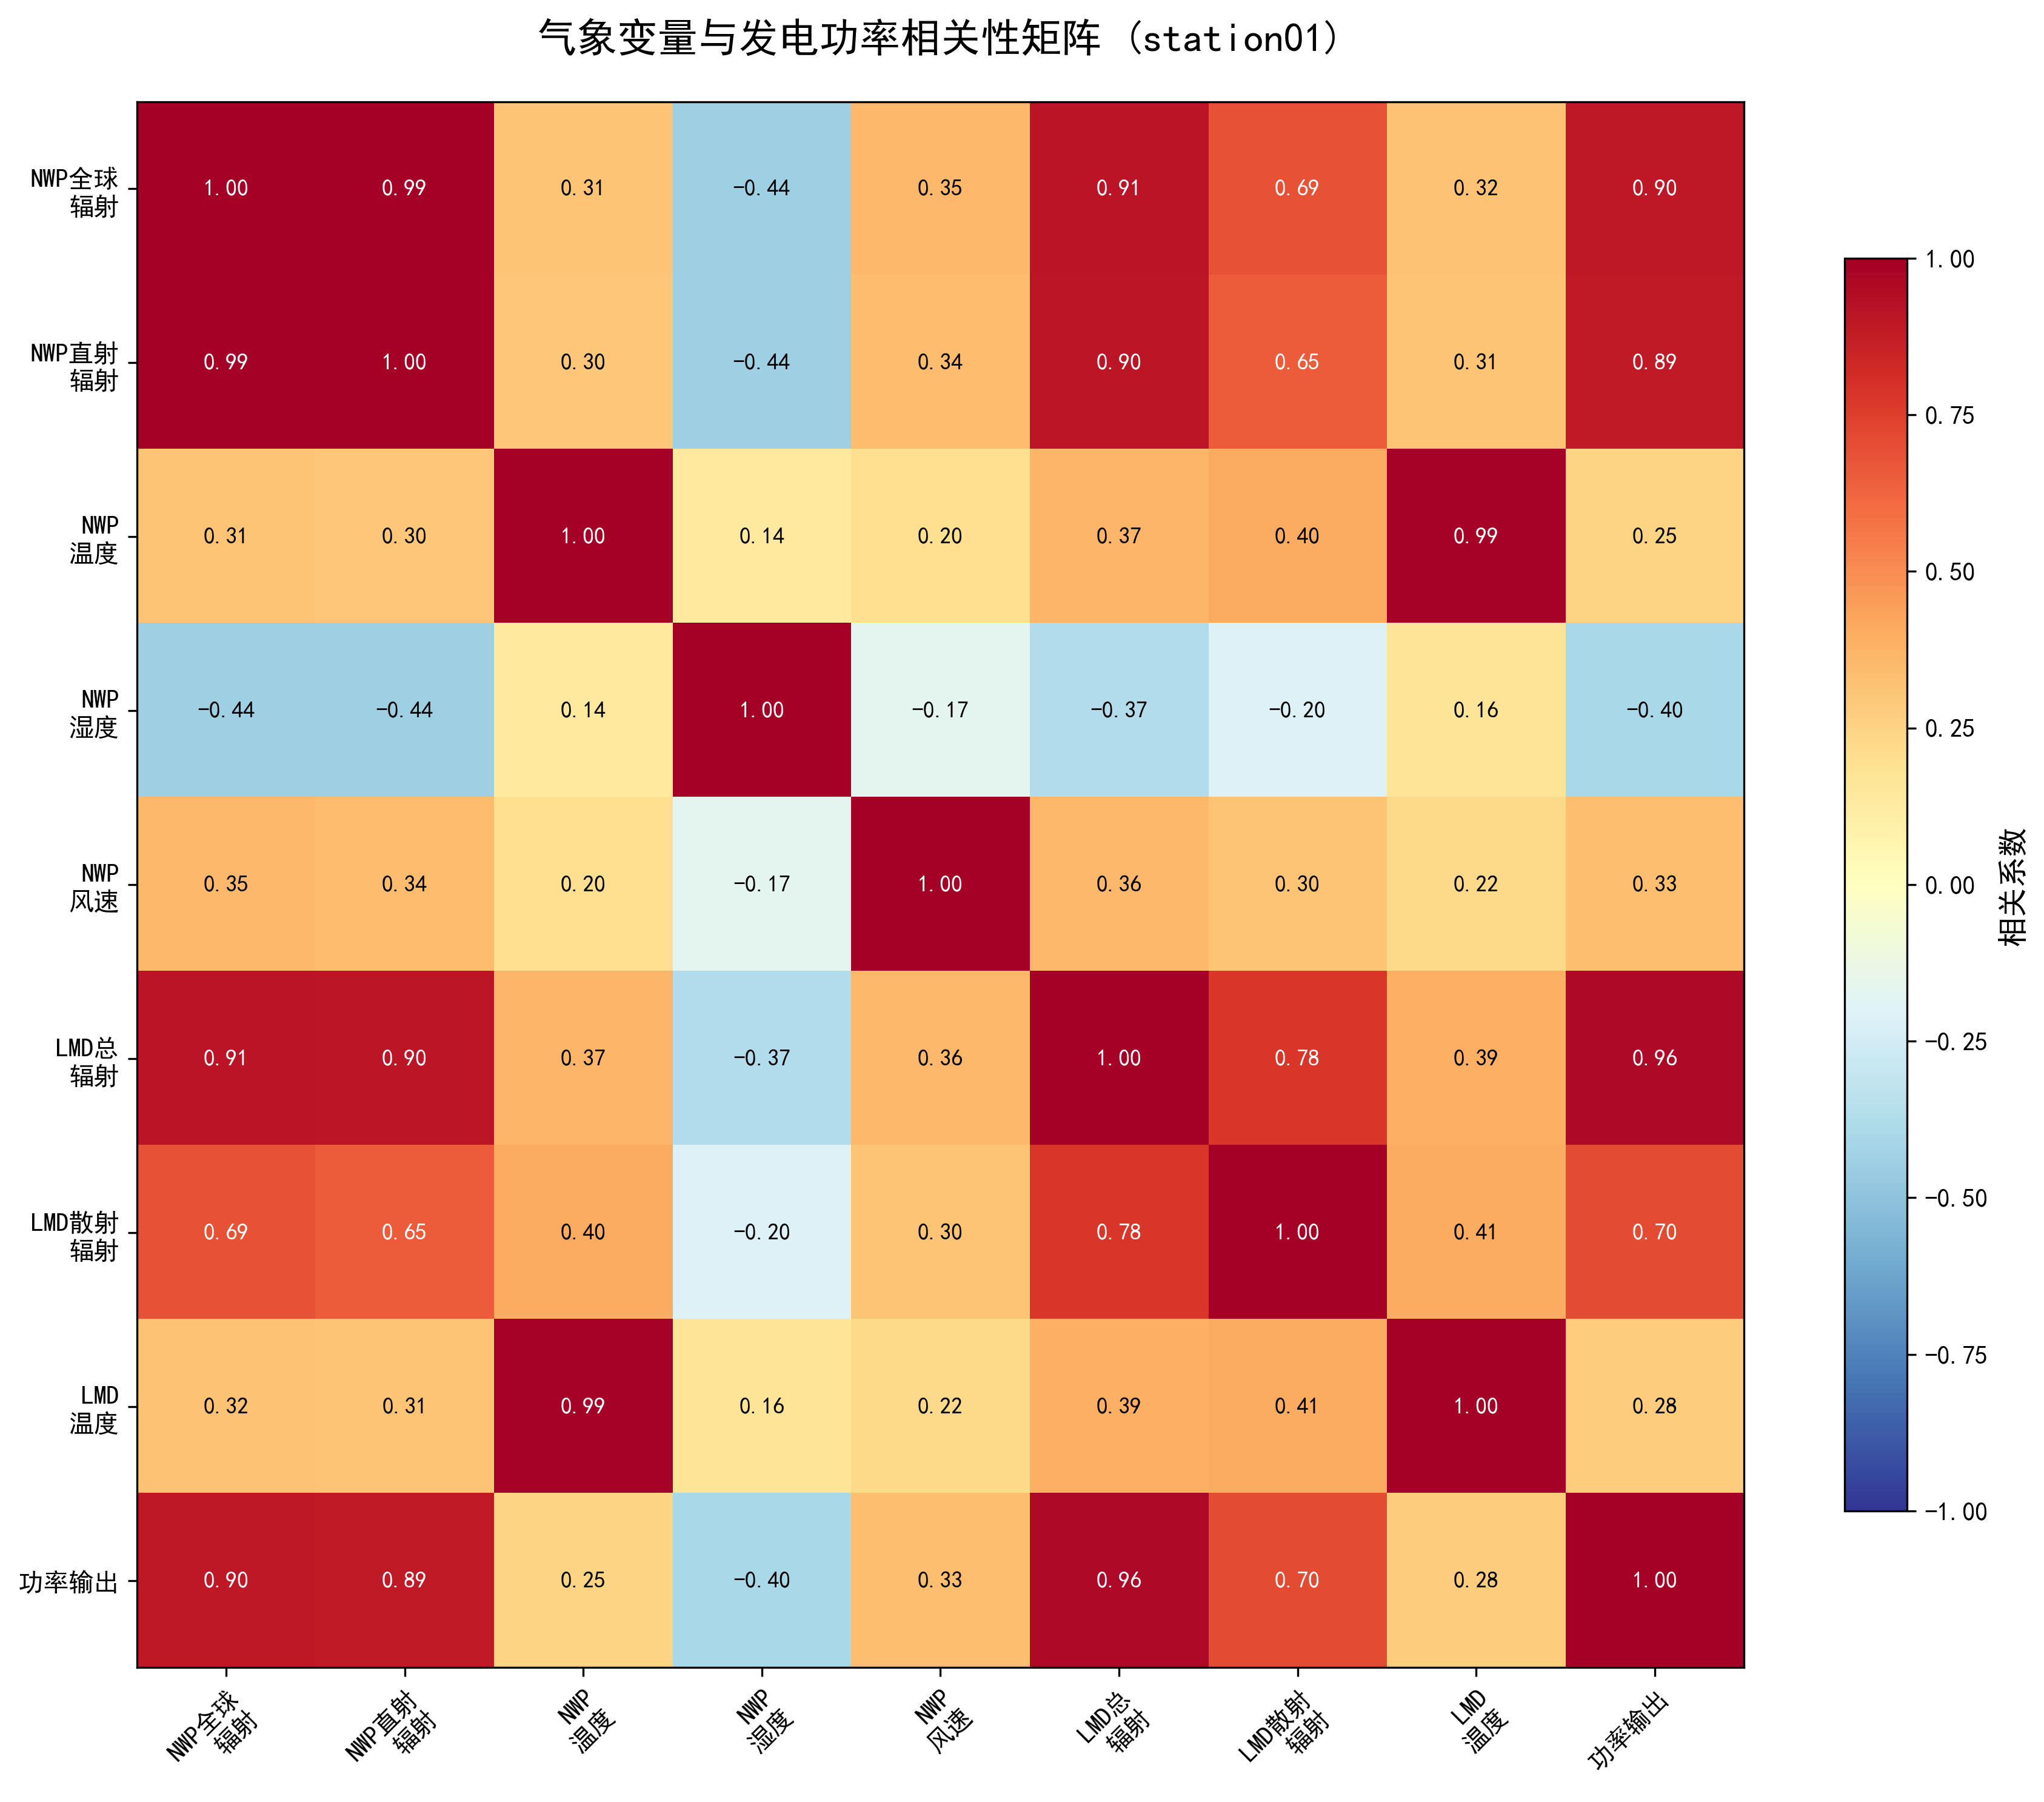 气象变量与发电功率相关性矩阵 (station01)
NWP全球
辐射
1.00 0.99 0.31 −0.44 0.35 0.91 0.69 0.32 0.90
NWP直射
辐射
0.99 1.00 0.30 −0.44 0.34 0.90 0.65 0.31 0.89
NWP
温度
0.31 0.30 1.00 0.14 0.20 0.37 0.40 0.99 0.25
NWP
湿度
−0.44 −0.44 0.14 1.00 −0.17 −0.37 −0.20 0.16 −0.40
NWP
风速
0.35 0.34 0.20 −0.17 1.00 0.36 0.30 0.22 0.33
LMD总
辐射
0.91 0.90 0.37 −0.37 0.36 1.00 0.78 0.39 0.96
LMD散射
辐射
0.69 0.65 0.40 −0.20 0.30 0.78 1.00 0.41 0.70
LMD
温度
0.32 0.31 0.99 0.16 0.22 0.39 0.41 1.00 0.28
功率输出
0.90 0.89 0.25 −0.40 0.33 0.96 0.70 0.28 1.00
NWP全球
辐射
NWP直射
辐射
NWP
温度
NWP
湿度
NWP
风速
LMD总
辐射
LMD散射
辐射
LMD
温度
功率输出
1.00
0.75
0.50
0.25
0.00
−0.25
−0.50
−0.75
−1.00
相关系数